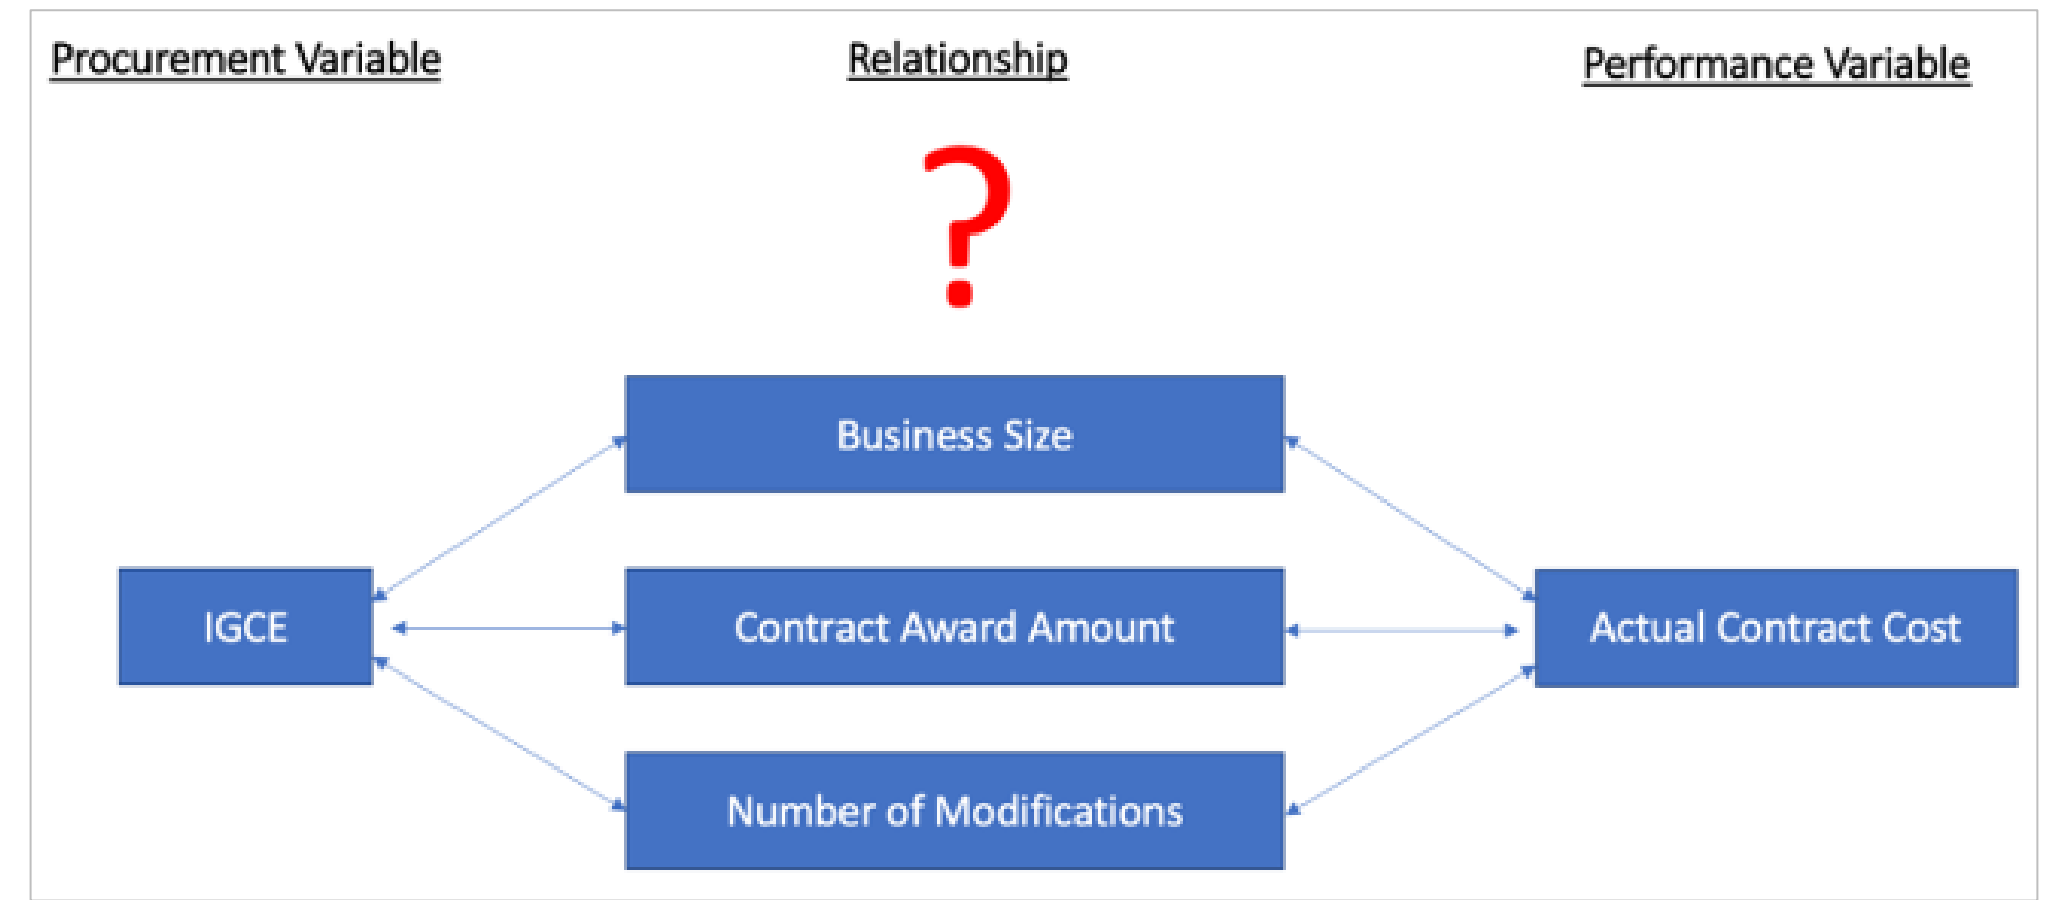 Procurement Variable
Relationship
Performance Variable
?
Business Size
IGCE
Contract Award Amount
Actual Contract Cost
Number of Modifications